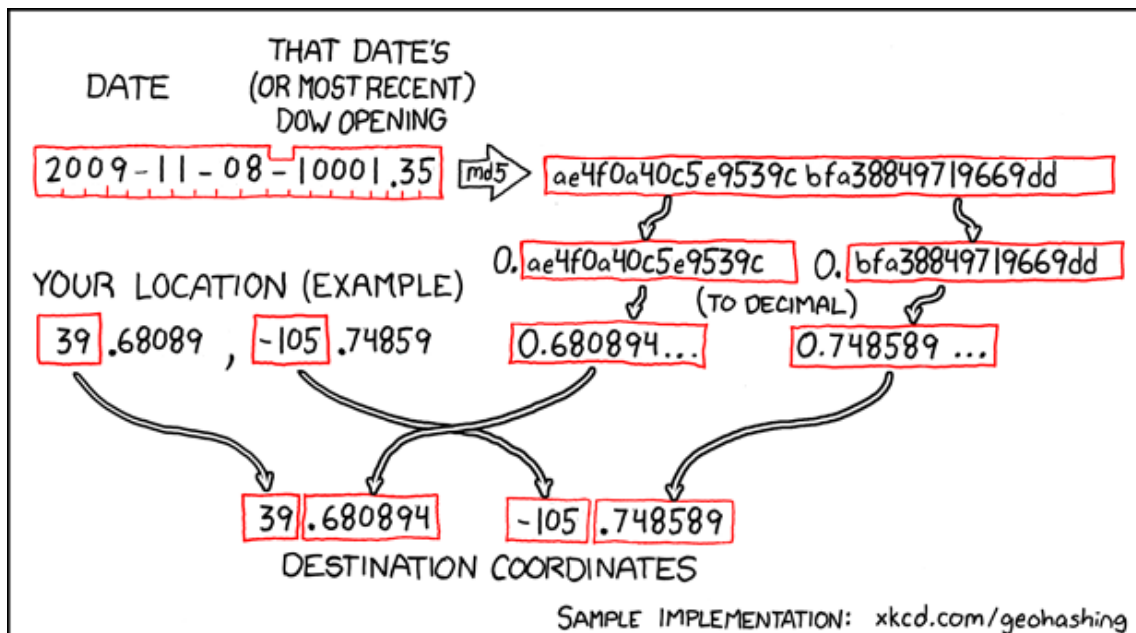 THAT DATE'S
DATE (OR MOST RECENT)
DOW OPENING
2009-11-08-10001.35 md5 ae4f0a40c5e9539c bfa38849719669dd
0. ae4f0a40c5e9539c 0. bfa38849719669dd
YOUR LOCATION (EXAMPLE) (TO DECIMAL)
39 .68089 , -105 .74859 0.680894... 0.748589 ...
39 .680894 -105 .748589
DESTINATION COORDINATES
SAMPLE IMPLEMENTATION: xkcd.com/geohashing